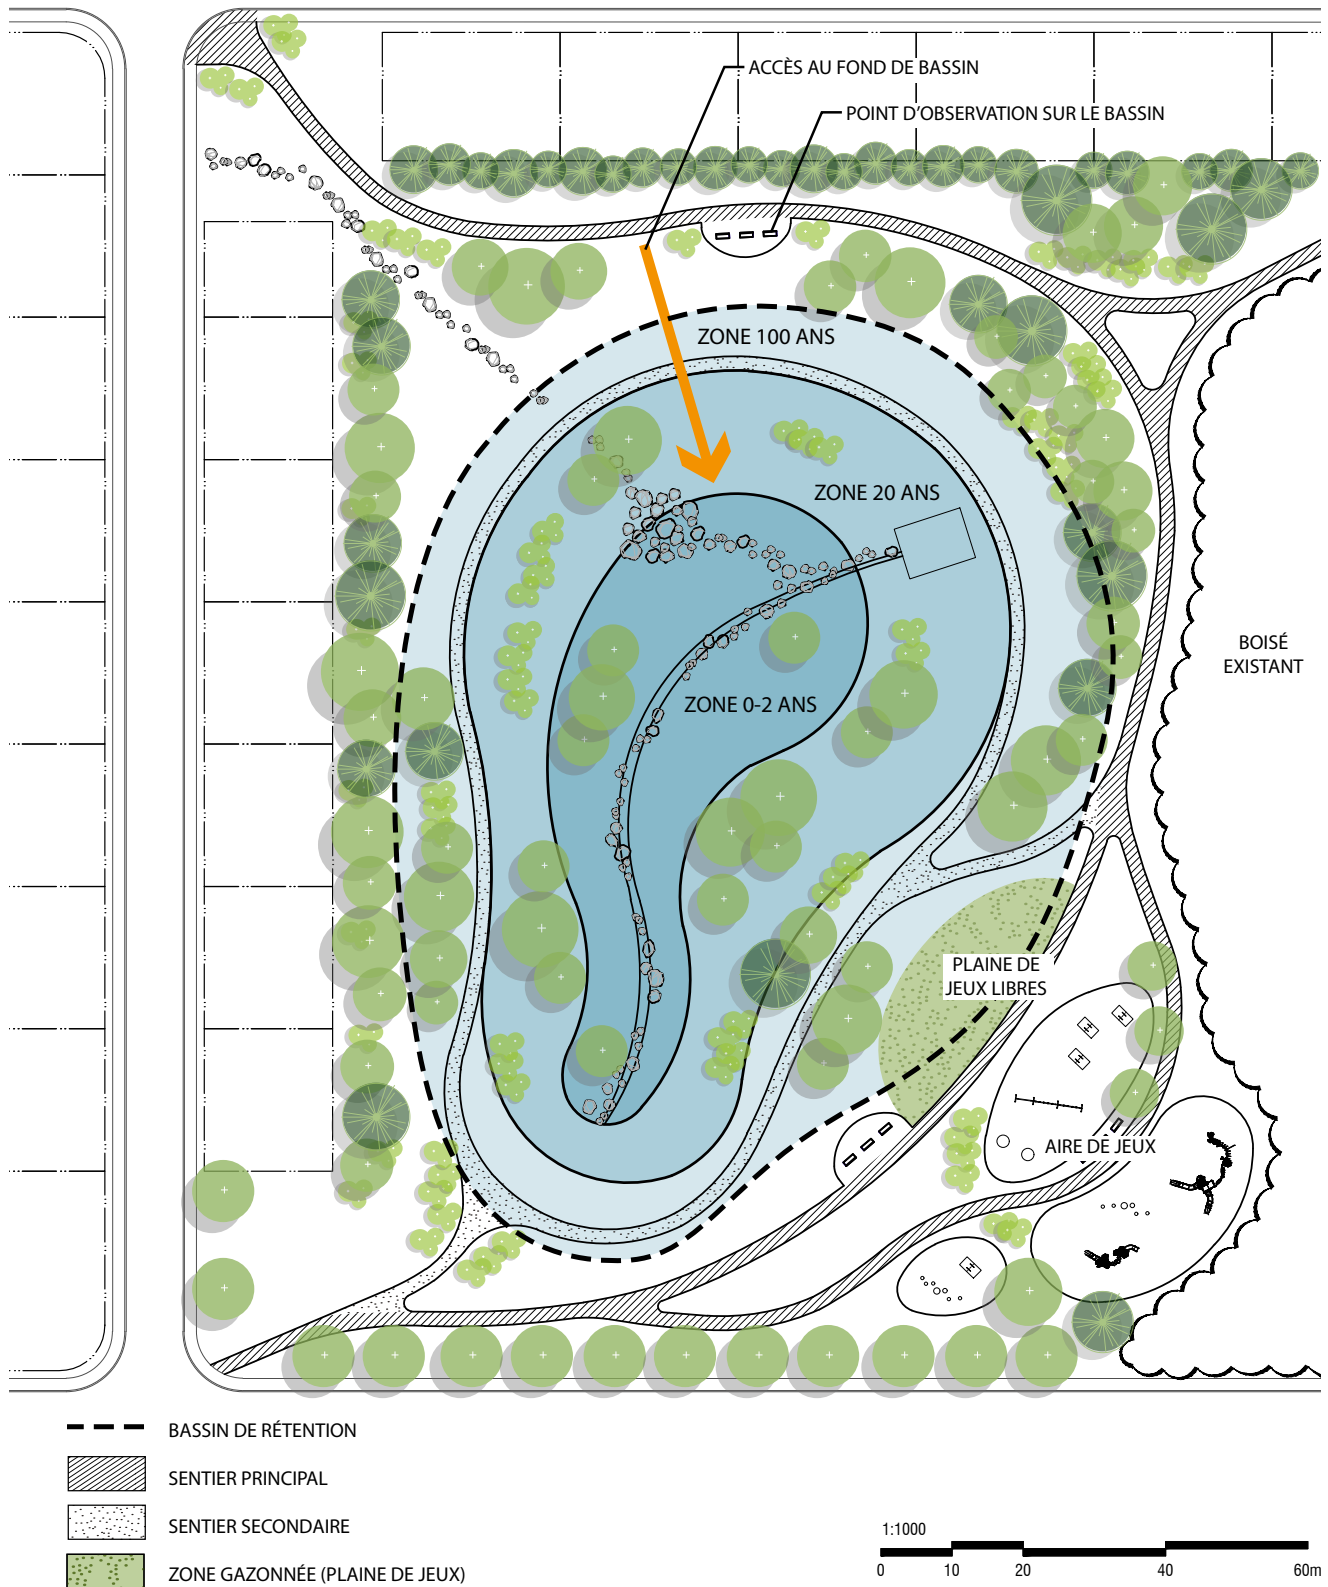 ACCÈS AU FOND DE BASSIN
POINT D'OBSERVATION SUR LE BASSIN
ZONE 100 ANS
ZONE 20 ANS
BOISÉ
EXISTANT
ZONE 0-2 ANS
PLAINE DE
JEUX LIBRES
AIRE DE JEUX
BASSIN DE RÉTENTION
SENTIER PRINCIPAL
SENTIER SECONDAIRE
ZONE GAZONNÉE (PLAINE DE JEUX)
1:1000
0 10 20 40 60m